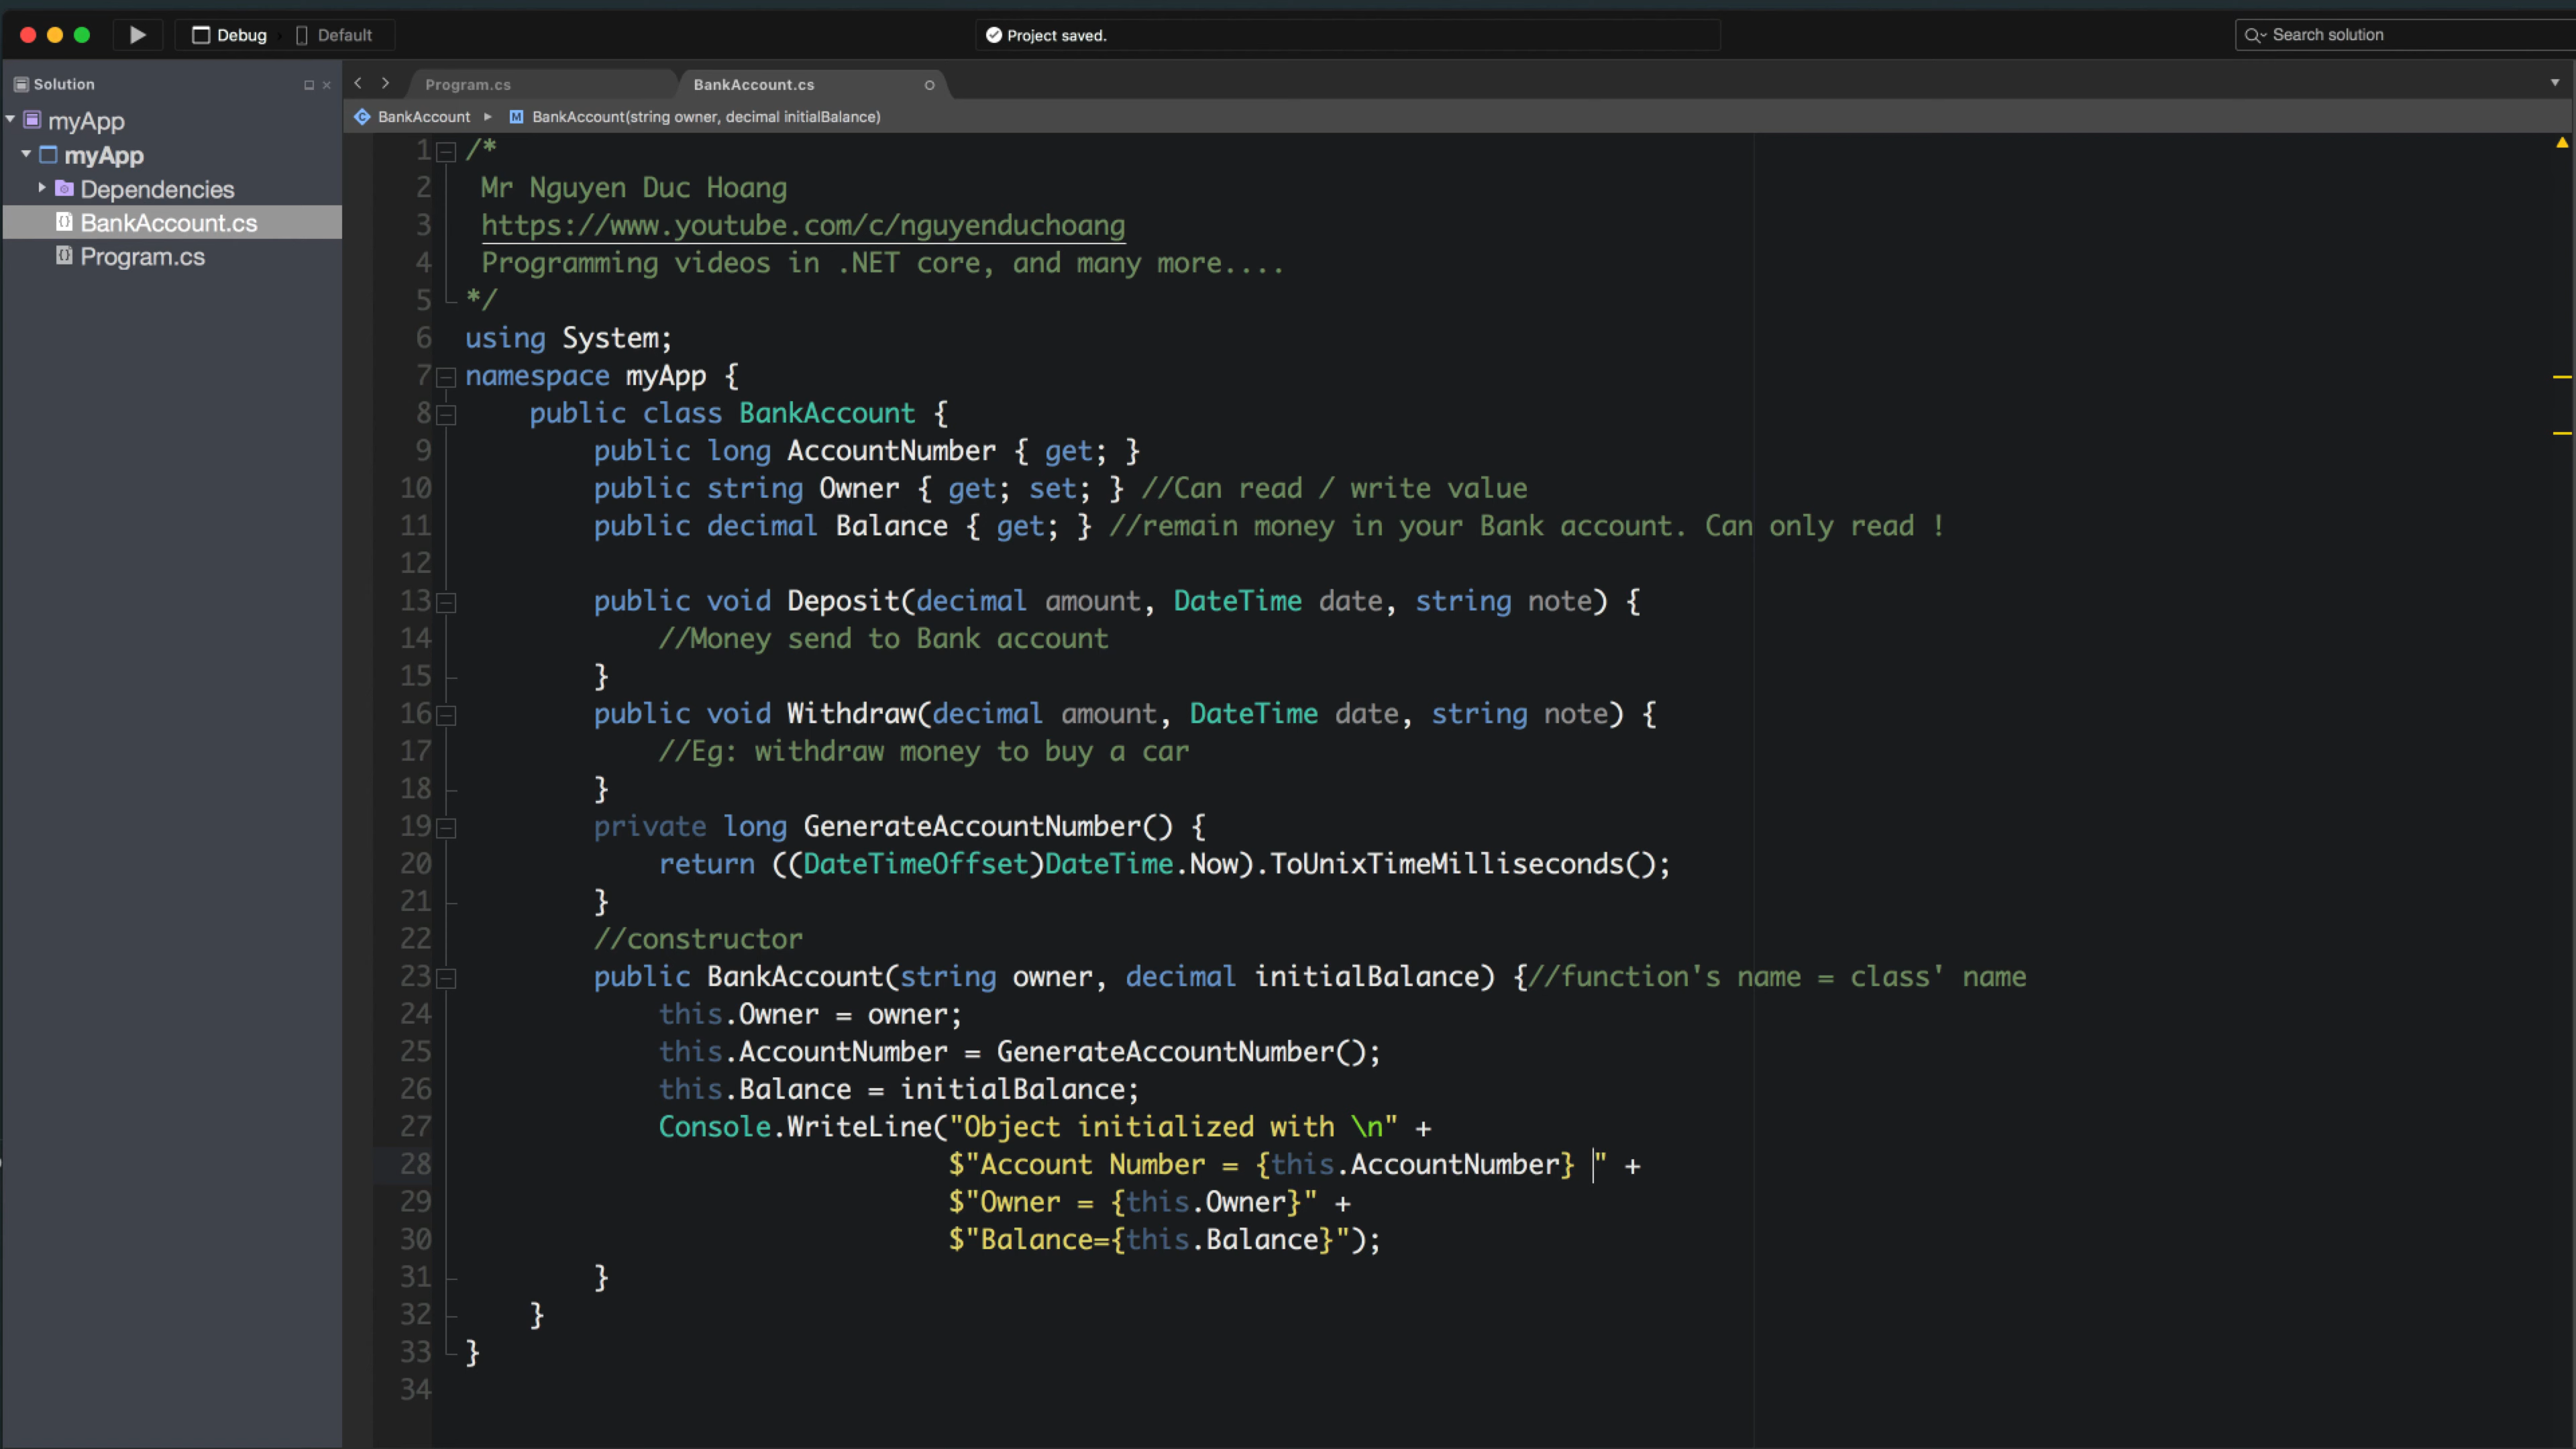 Debug Default
Project saved.
Search solution
Solution
myApp
myApp
Dependencies
BankAccount.cs
Program.cs
Program.cs
BankAccount.cs
BankAccount
M BankAccount(string owner, decimal initialBalance)
1 /*
2 Mr Nguyen Duc Hoang
3 https://www.youtube.com/c/nguyenduchoang
4 Programming videos in .NET core, and many more....
5 */
6 using System;
7 namespace myApp {
8 public class BankAccount {
9 public long AccountNumber { get; }
10 public string Owner { get; set; } //Can read / write value
11 public decimal Balance { get; } //remain money in your Bank account. Can only read !
12
13 public void Deposit(decimal amount, DateTime date, string note) {
14 //Money send to Bank account
15 }
16 public void Withdraw(decimal amount, DateTime date, string note) {
17 //Eg: withdraw money to buy a car
18 }
19 private long GenerateAccountNumber() {
20 return ((DateTimeOffset)DateTime.Now).ToUnixTimeMilliseconds();
21 }
22 //constructor
23 public BankAccount(string owner, decimal initialBalance) {//function's name = class' name
24 this.Owner = owner;
25 this.AccountNumber = GenerateAccountNumber();
26 this.Balance = initialBalance;
27 Console.WriteLine("Object initialized with \n" +
28 $"Account Number = {this.AccountNumber} " +
29 $"Owner = {this.Owner}" +
30 $"Balance={this.Balance}");
31 }
32 }
33 }
34